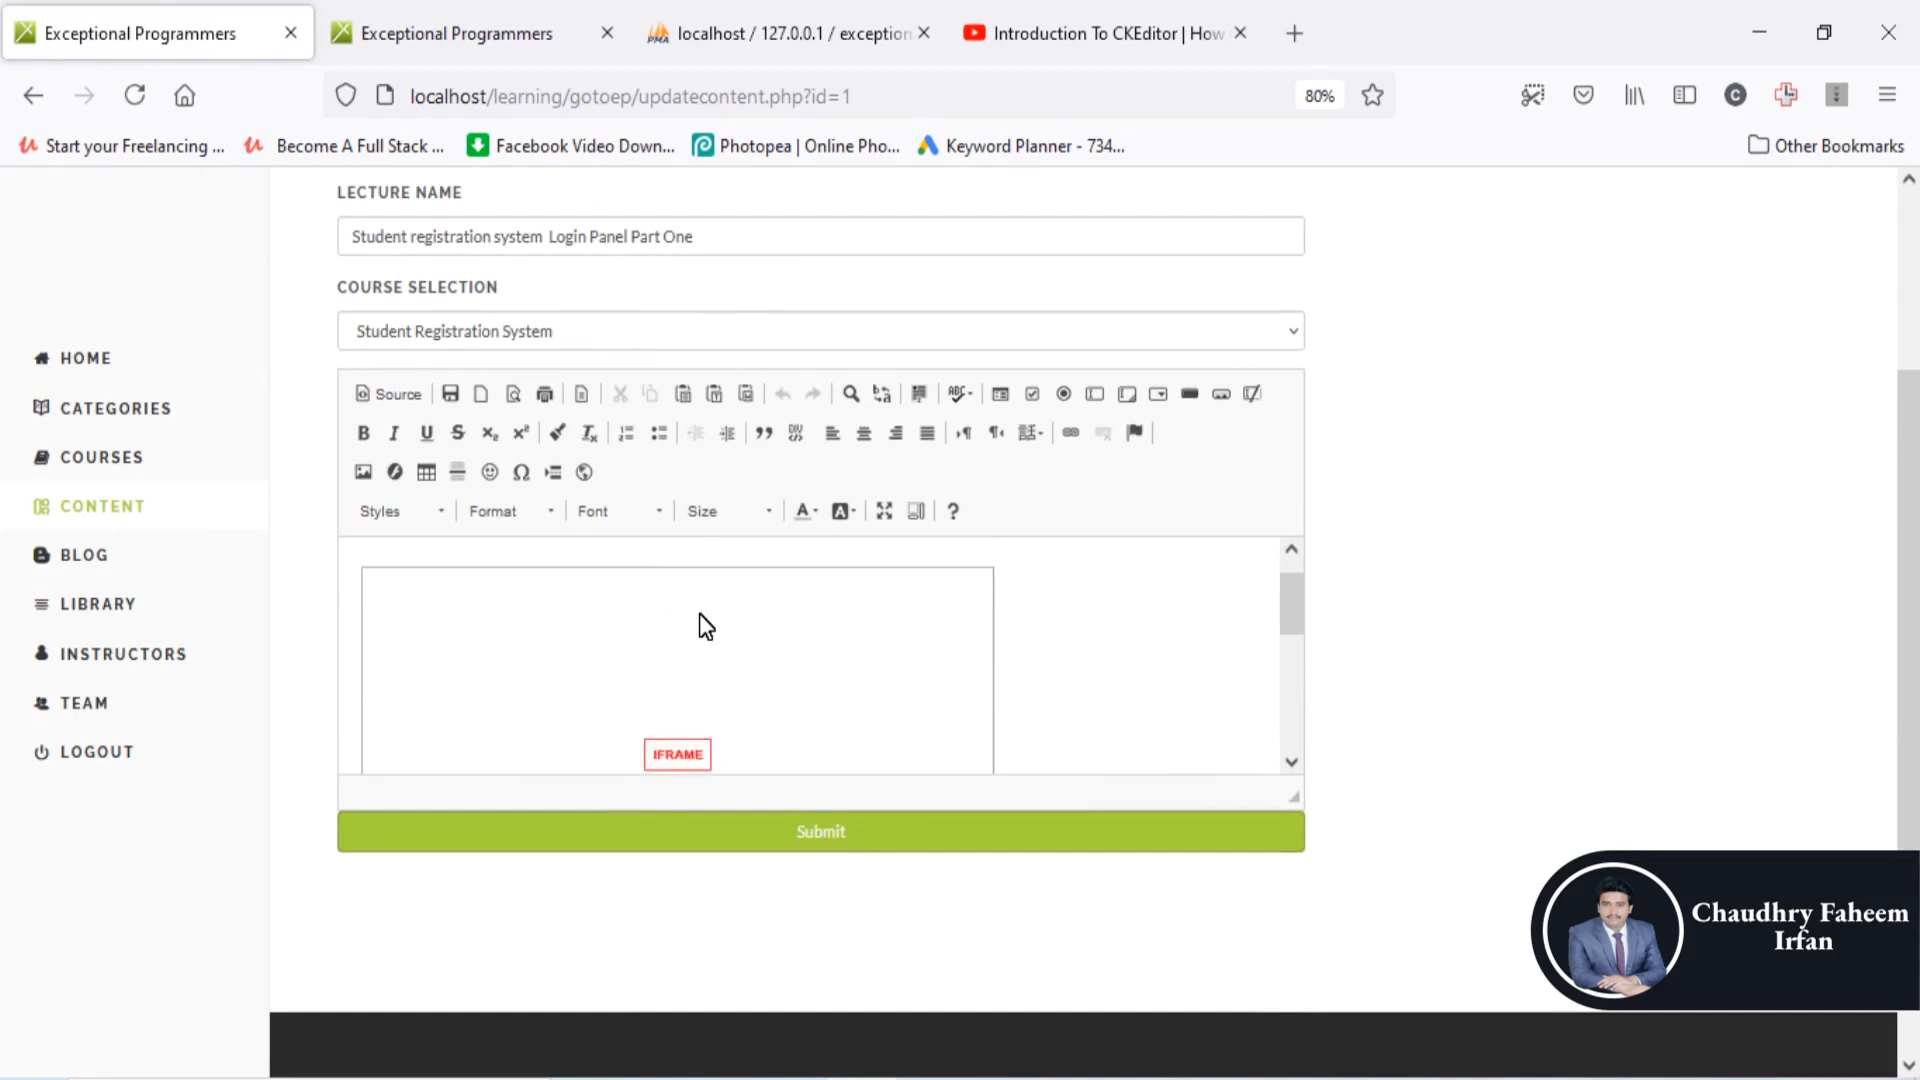 Exceptional Programmers
Exceptional Programmers
localhost / 127.0.0.1 / exception
Introduction To CKEditor | How
localhost/learning/gotoep/updatecontent.php?id=1
80%
Start your Freelancing ...
Become A Full Stack ...
Facebook Video Down...
Photopea | Online Pho...
Keyword Planner - 734...
Other Bookmarks
LECTURE NAME
Student registration system Login Panel Part One
COURSE SELECTION
Student Registration System
HOME
CATEGORIES
COURSES
CONTENT
BLOG
LIBRARY
INSTRUCTORS
TEAM
LOGOUT
Source
Styles
Format
Font
Size
IFRAME
Submit
Chaudhry Faheem
Irfan